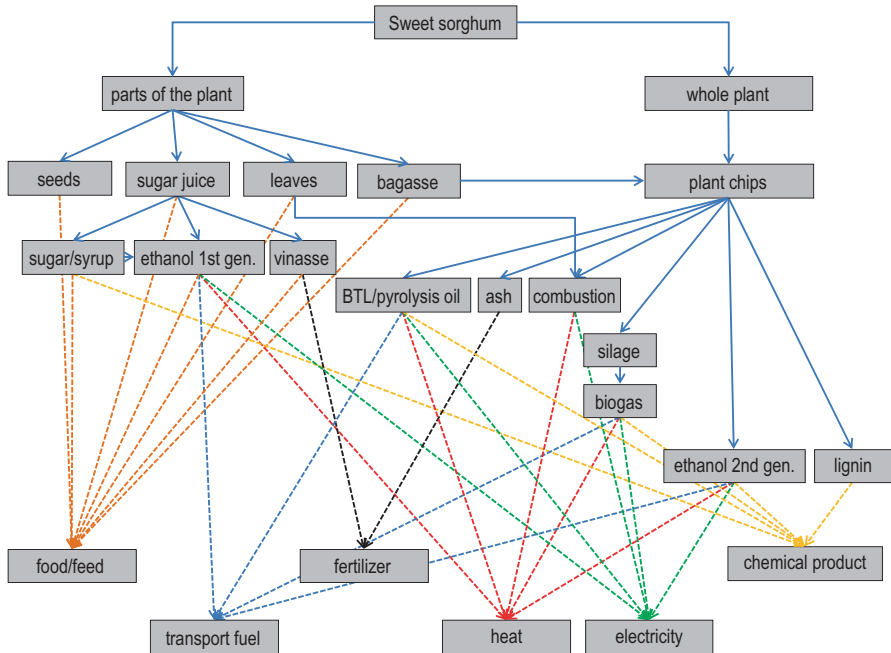 Sweet sorghum
parts of the plant
whole plant
seeds
sugar juice
leaves
bagasse
plant chips
sugar/syrup
ethanol 1st gen.
vinasse
BTL/pyrolysis oil
ash
combustion
silage
biogas
ethanol 2nd gen.
lignin
food/feed
fertilizer
chemical product
transport fuel
heat
electricity